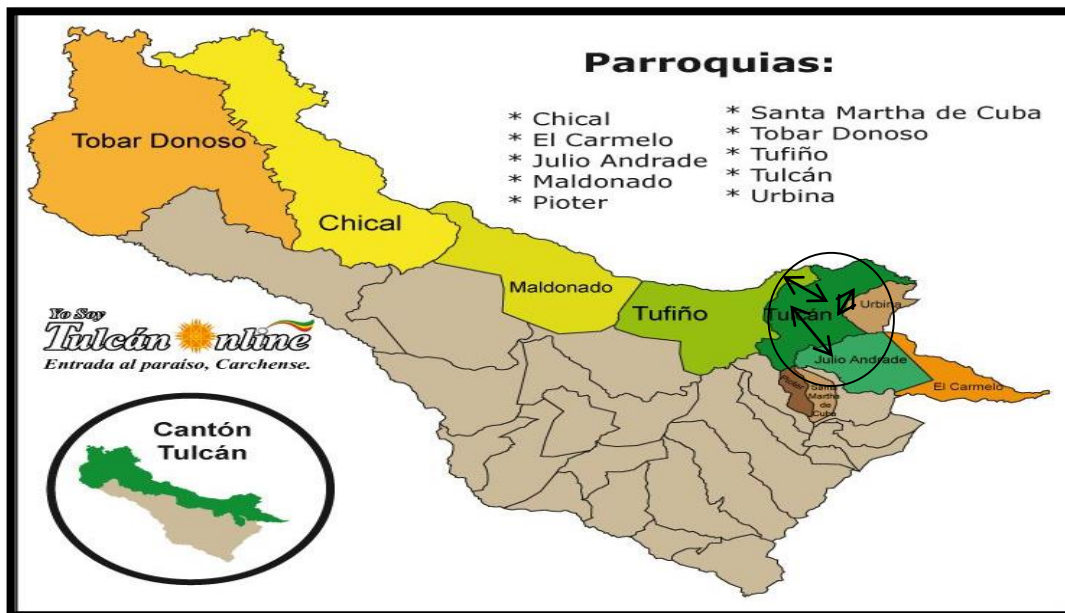 Parroquias:
* Chical
* El Carmelo
* Julio Andrade
* Maldonado
* Pioter
* Santa Martha de Cuba
* Tobar Donoso
* Tufiño
* Tulcán
* Urbina
Tobar Donoso
Chical
Maldonado
Tufiño
Tulcán
Urbina
Julio Andrade
El Carmelo
Pioter
Santa
Martha
de
Cuba
Yo Soy
Tulcán Online
Entrada al paraíso, Carchense.
Cantón
Tulcán